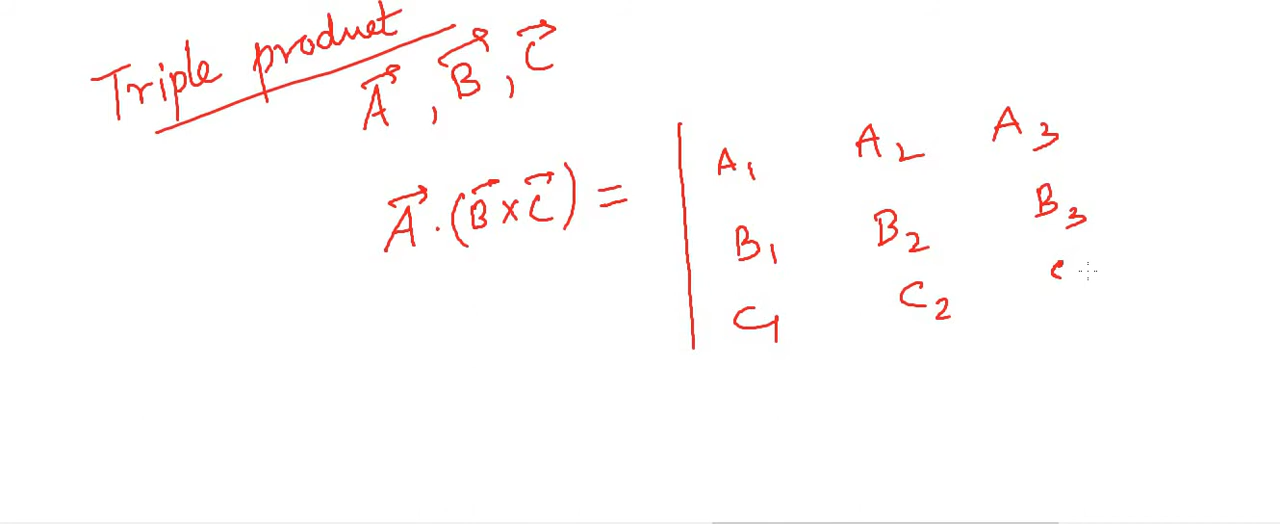 Triple product
A⃗, B⃗, C⃗
A⃗ . (B⃗ × C⃗) = | A₁ A₂ A₃
B₁ B₂ B₃
C₁ C₂ C